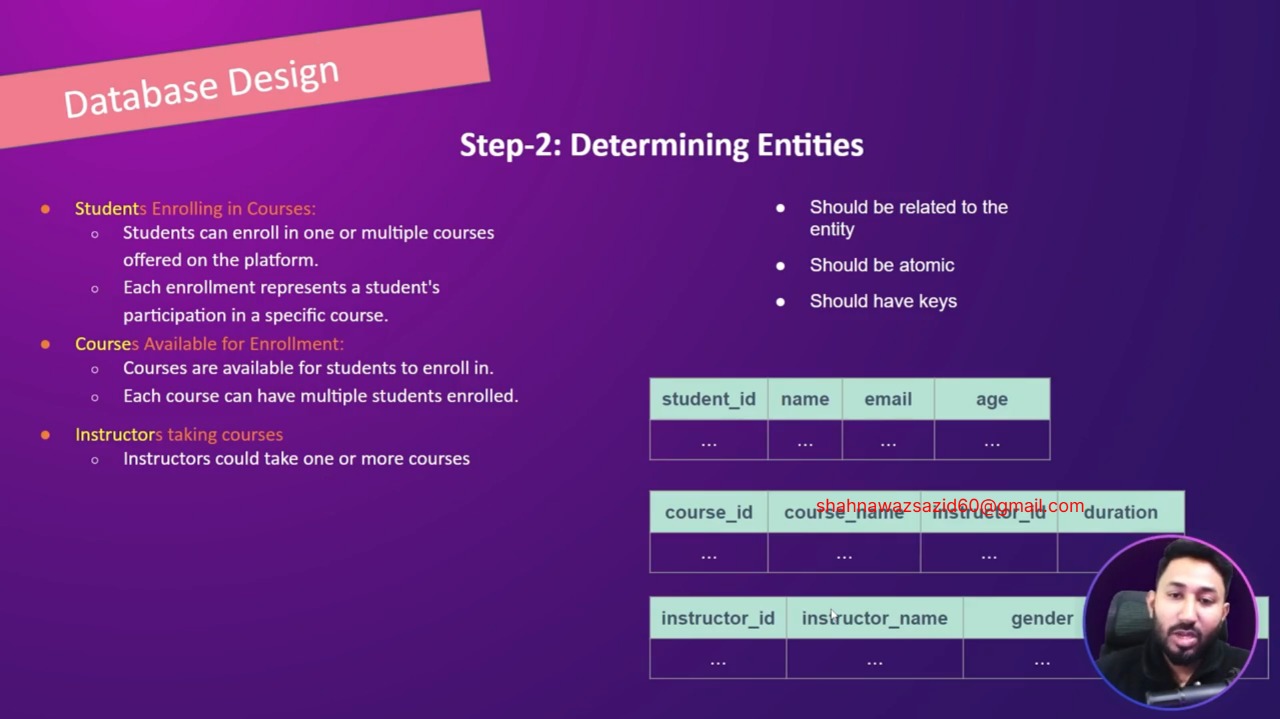 Database Design
Step-2: Determining Entities
● Students Enrolling in Courses:
○ Students can enroll in one or multiple courses
offered on the platform.
○ Each enrollment represents a student's
participation in a specific course.
● Courses Available for Enrollment:
○ Courses are available for students to enroll in.
○ Each course can have multiple students enrolled.
● Instructors taking courses
○ Instructors could take one or more courses
● Should be related to the
entity
● Should be atomic
● Should have keys
student_id name email age
... ... ... ...
shahnawazsazid60@gmail.com
course_id course_name instructor_id duration
... ... ...
instructor_id instructor_name gender
... ... ...